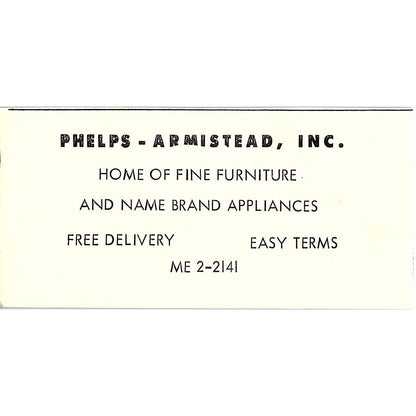 PHELPS - ARMISTEAD, INC.
HOME OF FINE FURNITURE
AND NAME BRAND APPLIANCES
FREE DELIVERY EASY TERMS
ME 2-2141